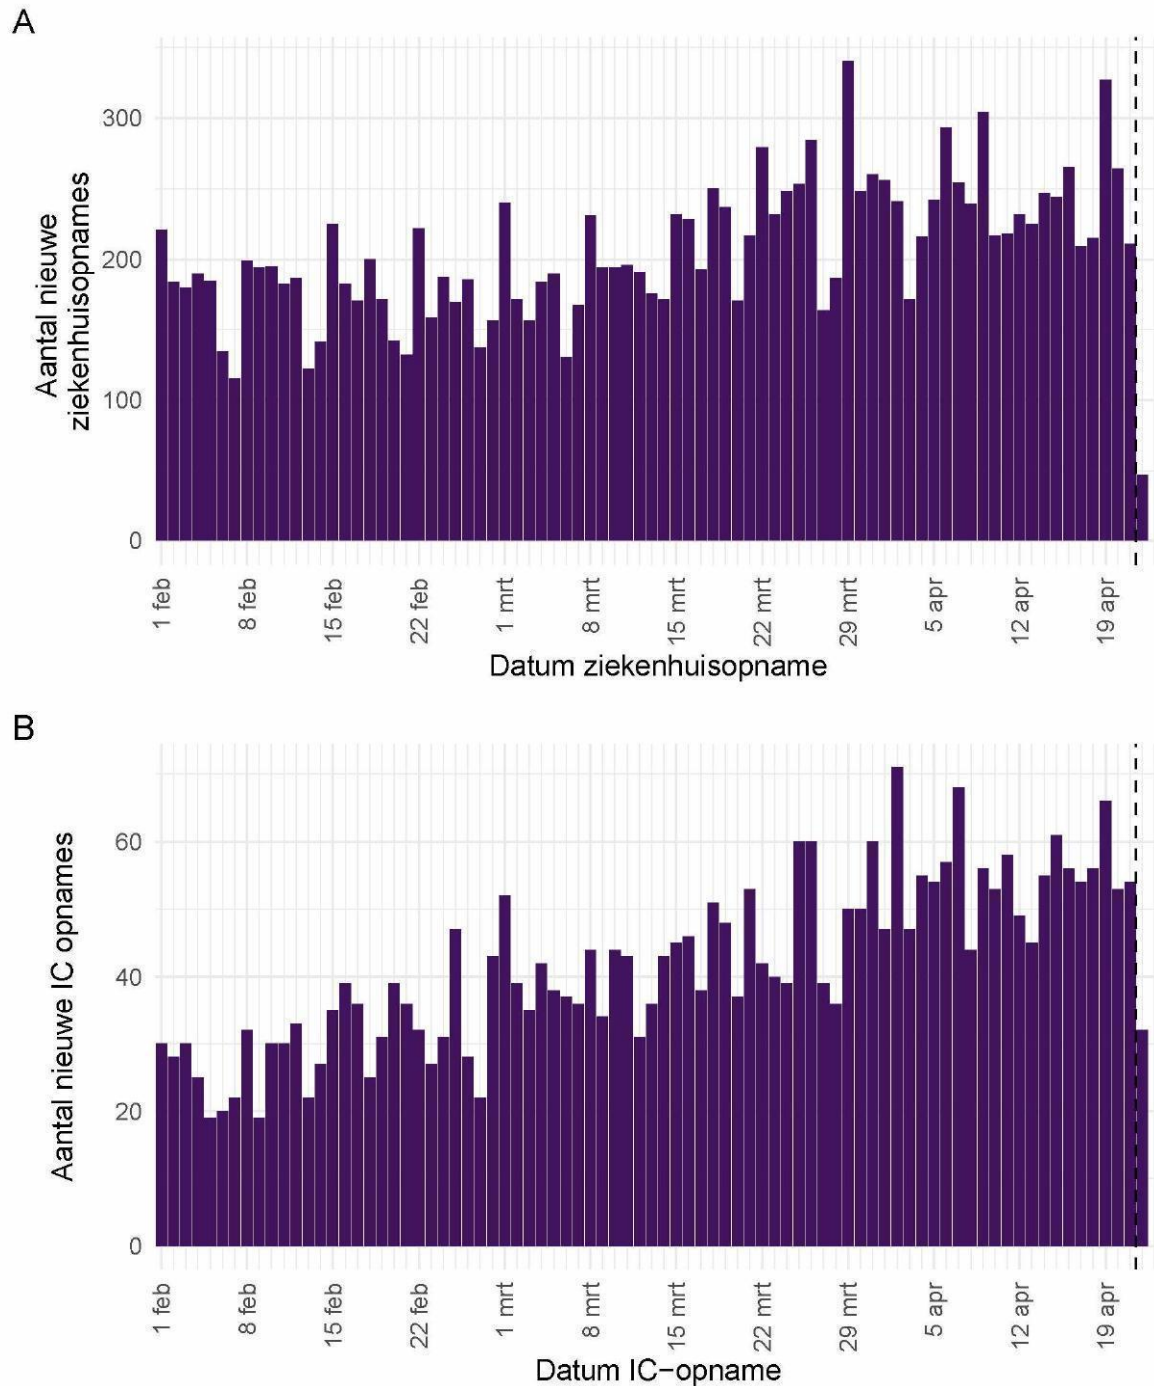 A
Aantal nieuwe
ziekenhuisopnames
300
200
100
0
1 feb
8 feb
15 feb
22 feb
1 mrt
8 mrt
15 mrt
22 mrt
29 mrt
5 apr
12 apr
19 apr
Datum ziekenhuisopname
B
Aantal nieuwe IC opnames
60
40
20
0
1 feb
8 feb
15 feb
22 feb
1 mrt
8 mrt
15 mrt
22 mrt
29 mrt
5 apr
12 apr
19 apr
Datum IC−opname